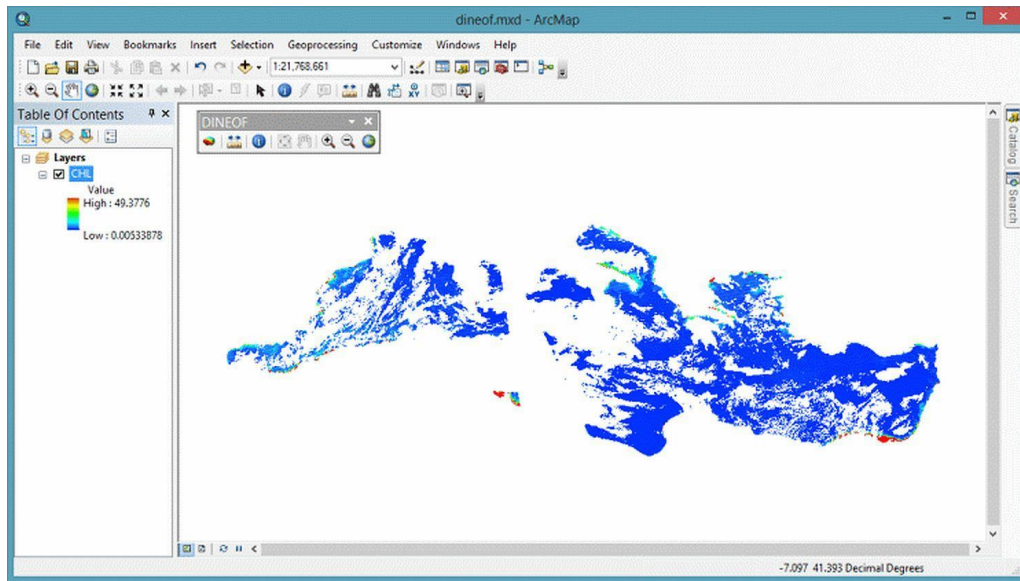 dineof.mxd - ArcMap
File Edit View Bookmarks Insert Selection Geoprocessing Customize Windows Help
1:21,768,661
Table Of Contents
DINEOF
Layers
CHL
Value
High : 49.3776
Low : 0.00533878
Catalog
Search
-7.097 41.393 Decimal Degrees